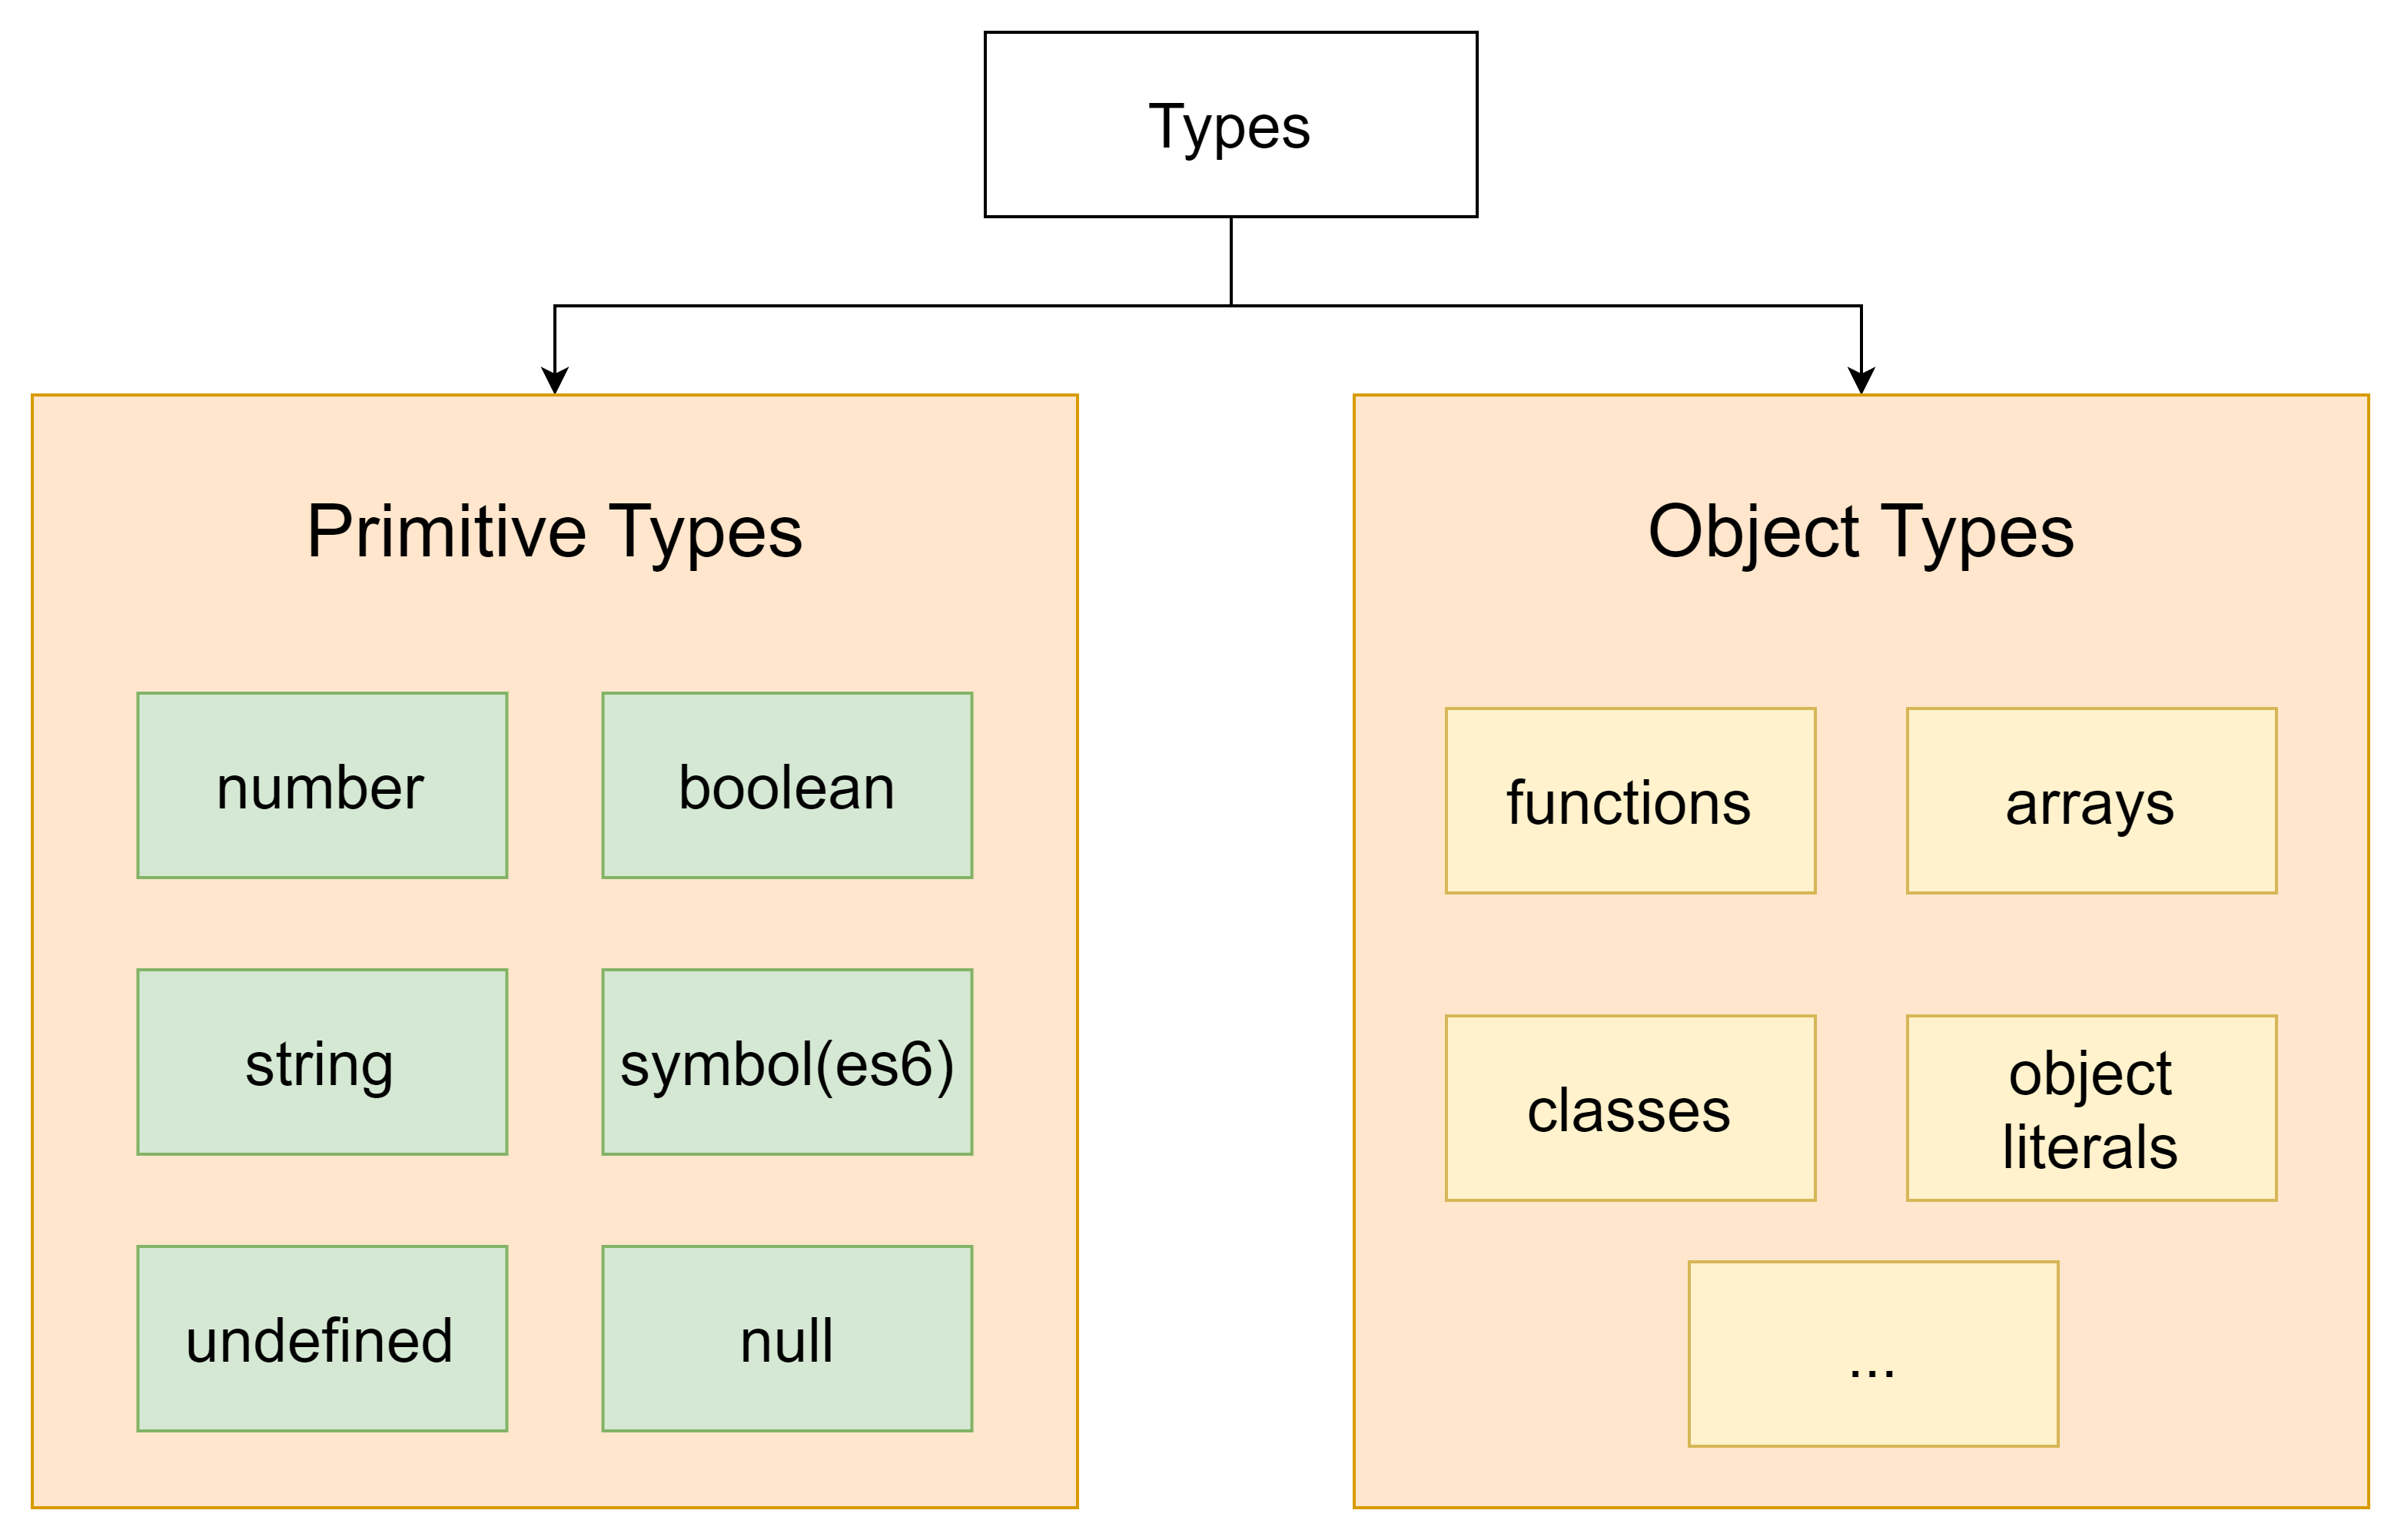 Types
Primitive Types
number
boolean
string
symbol(es6)
undefined
null
Object Types
functions
arrays
classes
object
literals
...